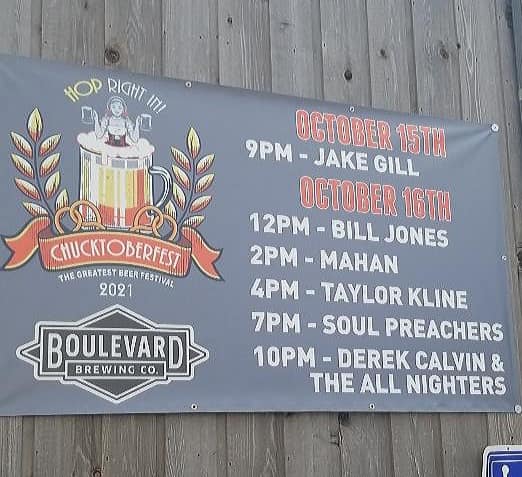 HOP RIGHT IN!
CHUCKTOBERFEST
THE GREATEST BEER FESTIVAL
2021
BOULEVARD
BREWING CO.
OCTOBER 15TH
9PM - JAKE GILL
OCTOBER 16TH
12PM - BILL JONES
2PM - MAHAN
4PM - TAYLOR KLINE
7PM - SOUL PREACHERS
10PM - DEREK CALVIN &
THE ALL NIGHTERS